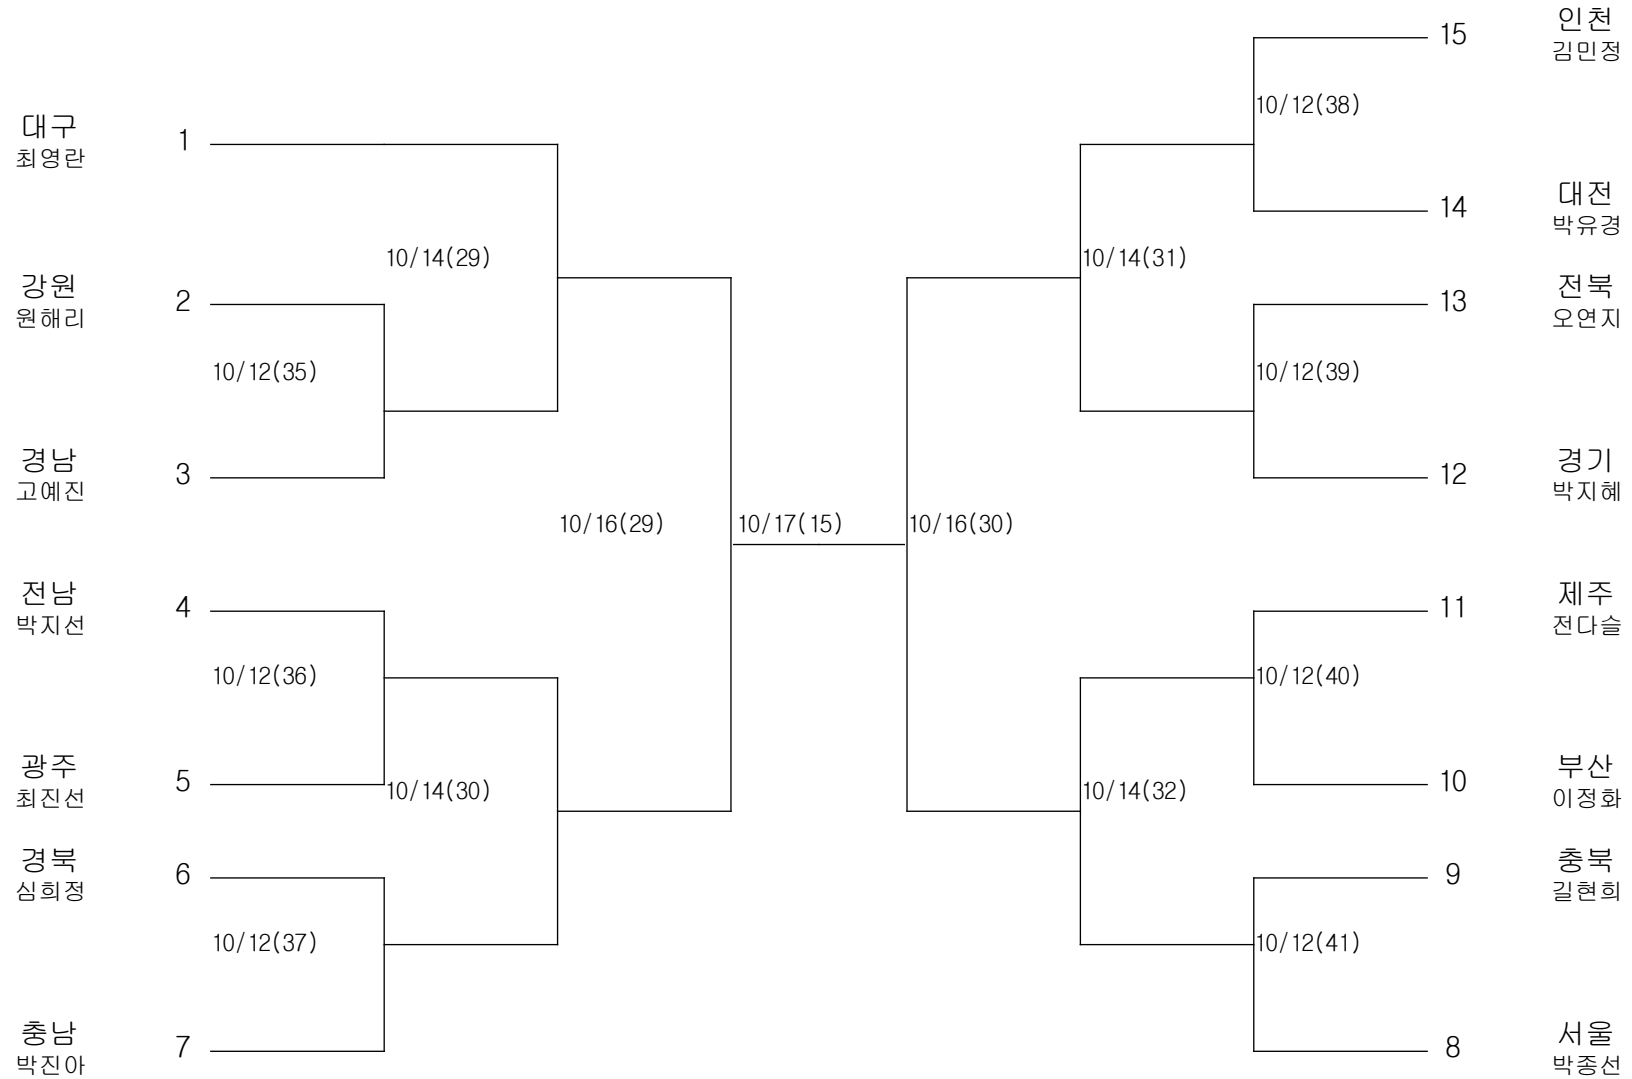 인천
15
김민정
10/12(38)
대구
1
최영란
대전
14
박유경
10/14(29)
10/14(31)
강원
2
원해리
전북
13
오연지
10/12(35)
10/12(39)
경남
3
고예진
경기
12
박지혜
10/16(29)
10/17(15)
10/16(30)
전남
4
박지선
제주
11
전다슬
10/12(36)
10/12(40)
광주
5
최진선
부산
10
이정화
10/14(30)
10/14(32)
경북
6
심희정
충북
9
길현희
10/12(37)
10/12(41)
충남
7
박진아
서울
8
박종선